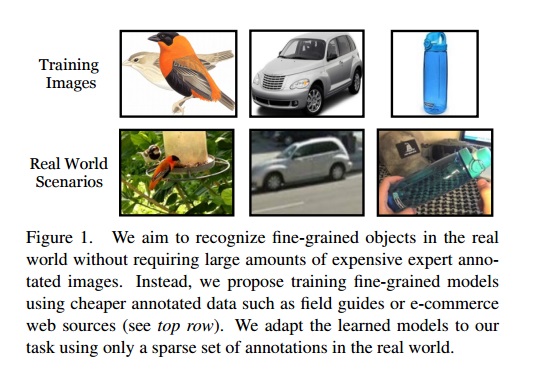 Training
Images
Real World
Scenarios
Figure 1. We aim to recognize fine-grained objects in the real
world without requiring large amounts of expensive expert anno-
tated images. Instead, we propose training fine-grained models
using cheaper annotated data such as field guides or e-commerce
web sources (see top row). We adapt the learned models to our
task using only a sparse set of annotations in the real world.